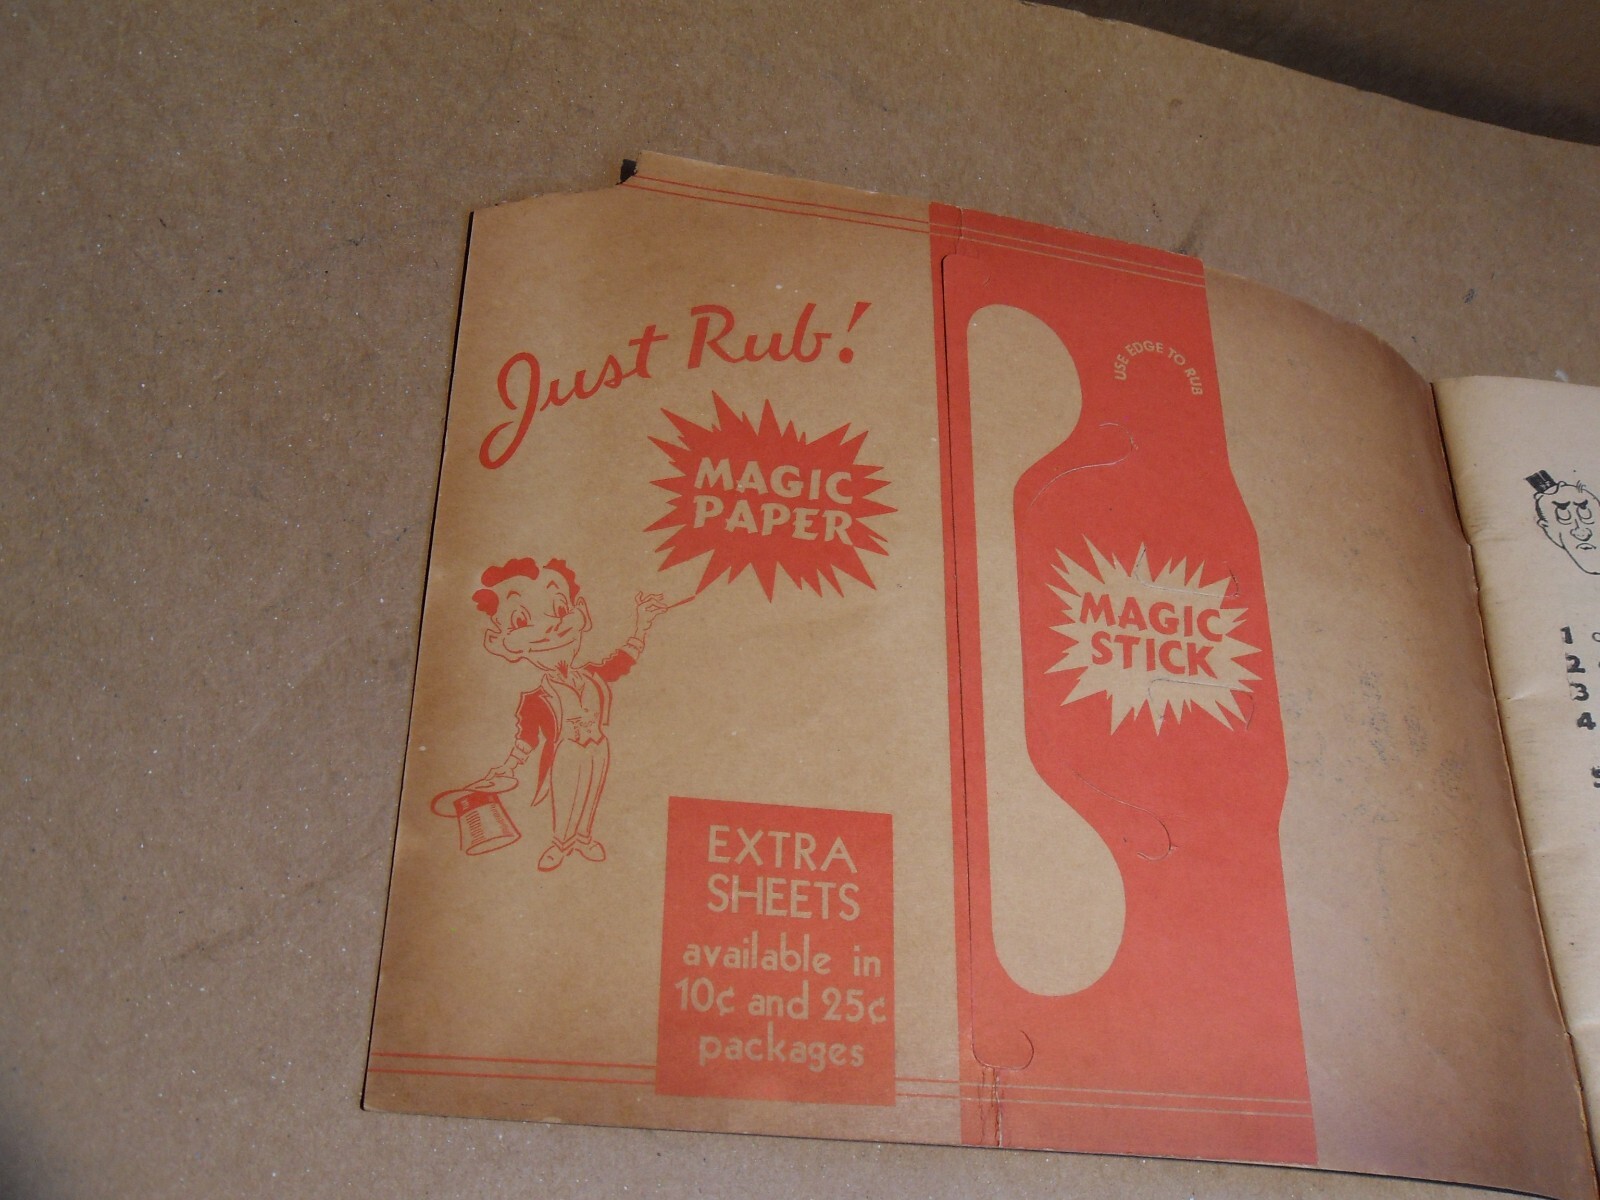 Just Rub!
MAGIC
PAPER
EXTRA
SHEETS
available in
10¢ and 25¢
packages
USE EDGE TO RUB
MAGIC
STICK
1
2
3
4
5